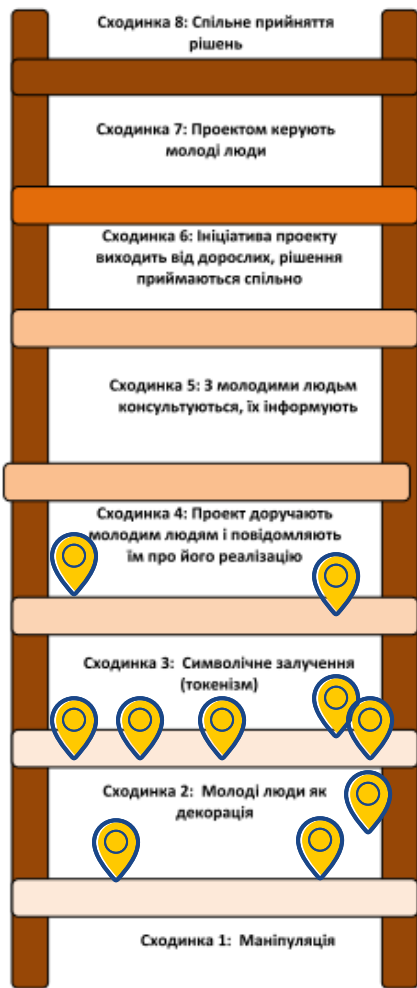 Сходинка 8: Спільне прийняття
рішень
Сходинка 7: Проектом керують
молоді люди
Сходинка 6: Ініціатива проекту
виходить від дорослих, рішення
приймаються спільно
Сходинка 5: З молодими людьм
консультуються, їх інформують
Сходинка 4: Проект доручають
молодим людям і повідомляють
їм про його реалізацію
Сходинка 3: Символічне залучення
(токенізм)
Сходинка 2: Молоді люди як
декорація
Сходинка 1: Маніпуляція